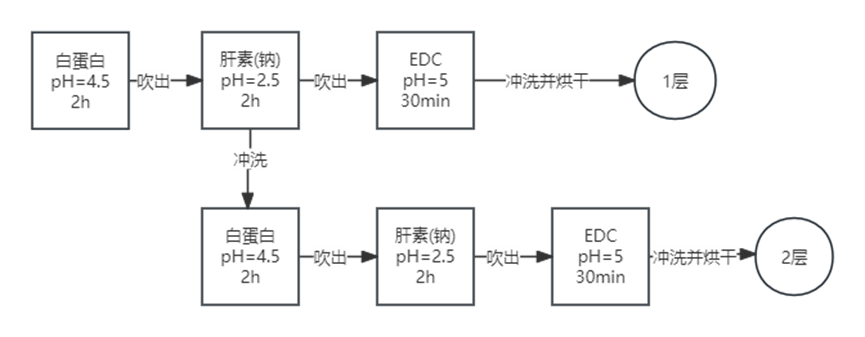 白蛋白
pH=4.5
2h
吹出
肝素(钠)
pH=2.5
2h
吹出
EDC
pH=5
30min
冲洗并烘干
1层
冲洗
白蛋白
pH=4.5
2h
吹出
肝素(钠)
pH=2.5
2h
吹出
EDC
pH=5
30min
冲洗并烘干
2层